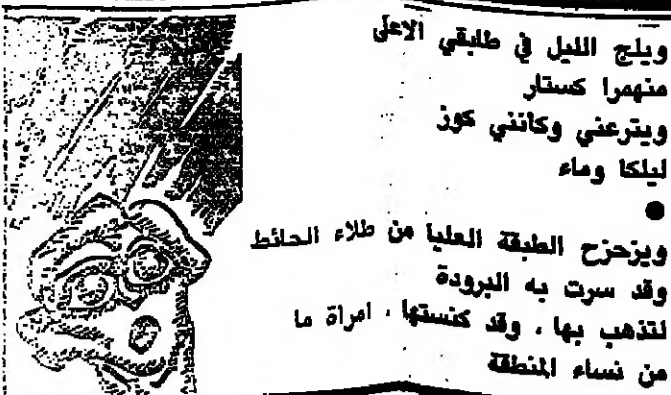 ويلج الليل في طابقي الاعلى
منهمرا كستار
ويترعني وكأنني كوز
ليلكا وماء
●
ويزحزح الطبقة العليا من طلاء الحائط
وقد سرت به البرودة
لتذهب بها ، وقد كنستها ، امراة ما
من نساء المنطقة